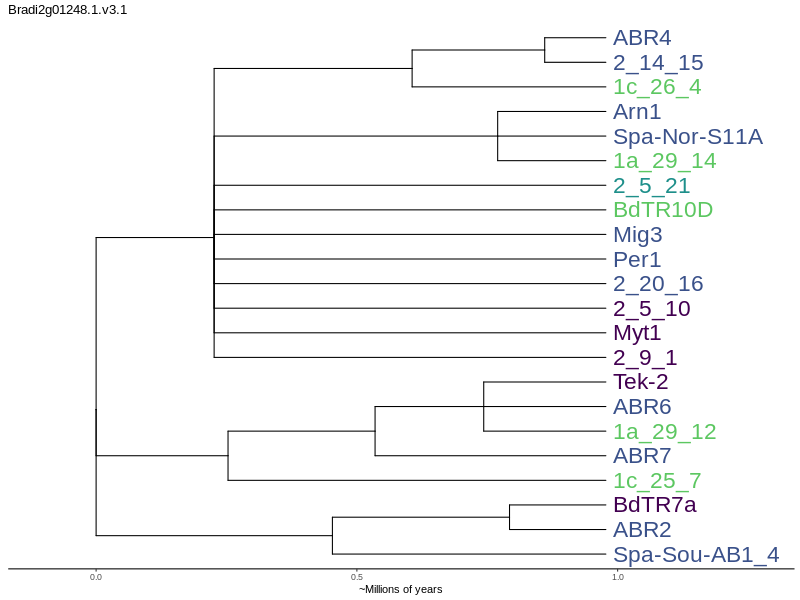 Bradi2g01248.1.v3.1
ABR4
2_14_15
1c_26_4
Arn1
Spa-Nor-S11A
1a_29_14
2_5_21
BdTR10D
Mig3
Per1
2_20_16
2_5_10
Myt1
2_9_1
Tek-2
ABR6
1a_29_12
ABR7
1c_25_7
BdTR7a
ABR2
Spa-Sou-AB1_4
0.0 0.5 1.0
~Millions of years